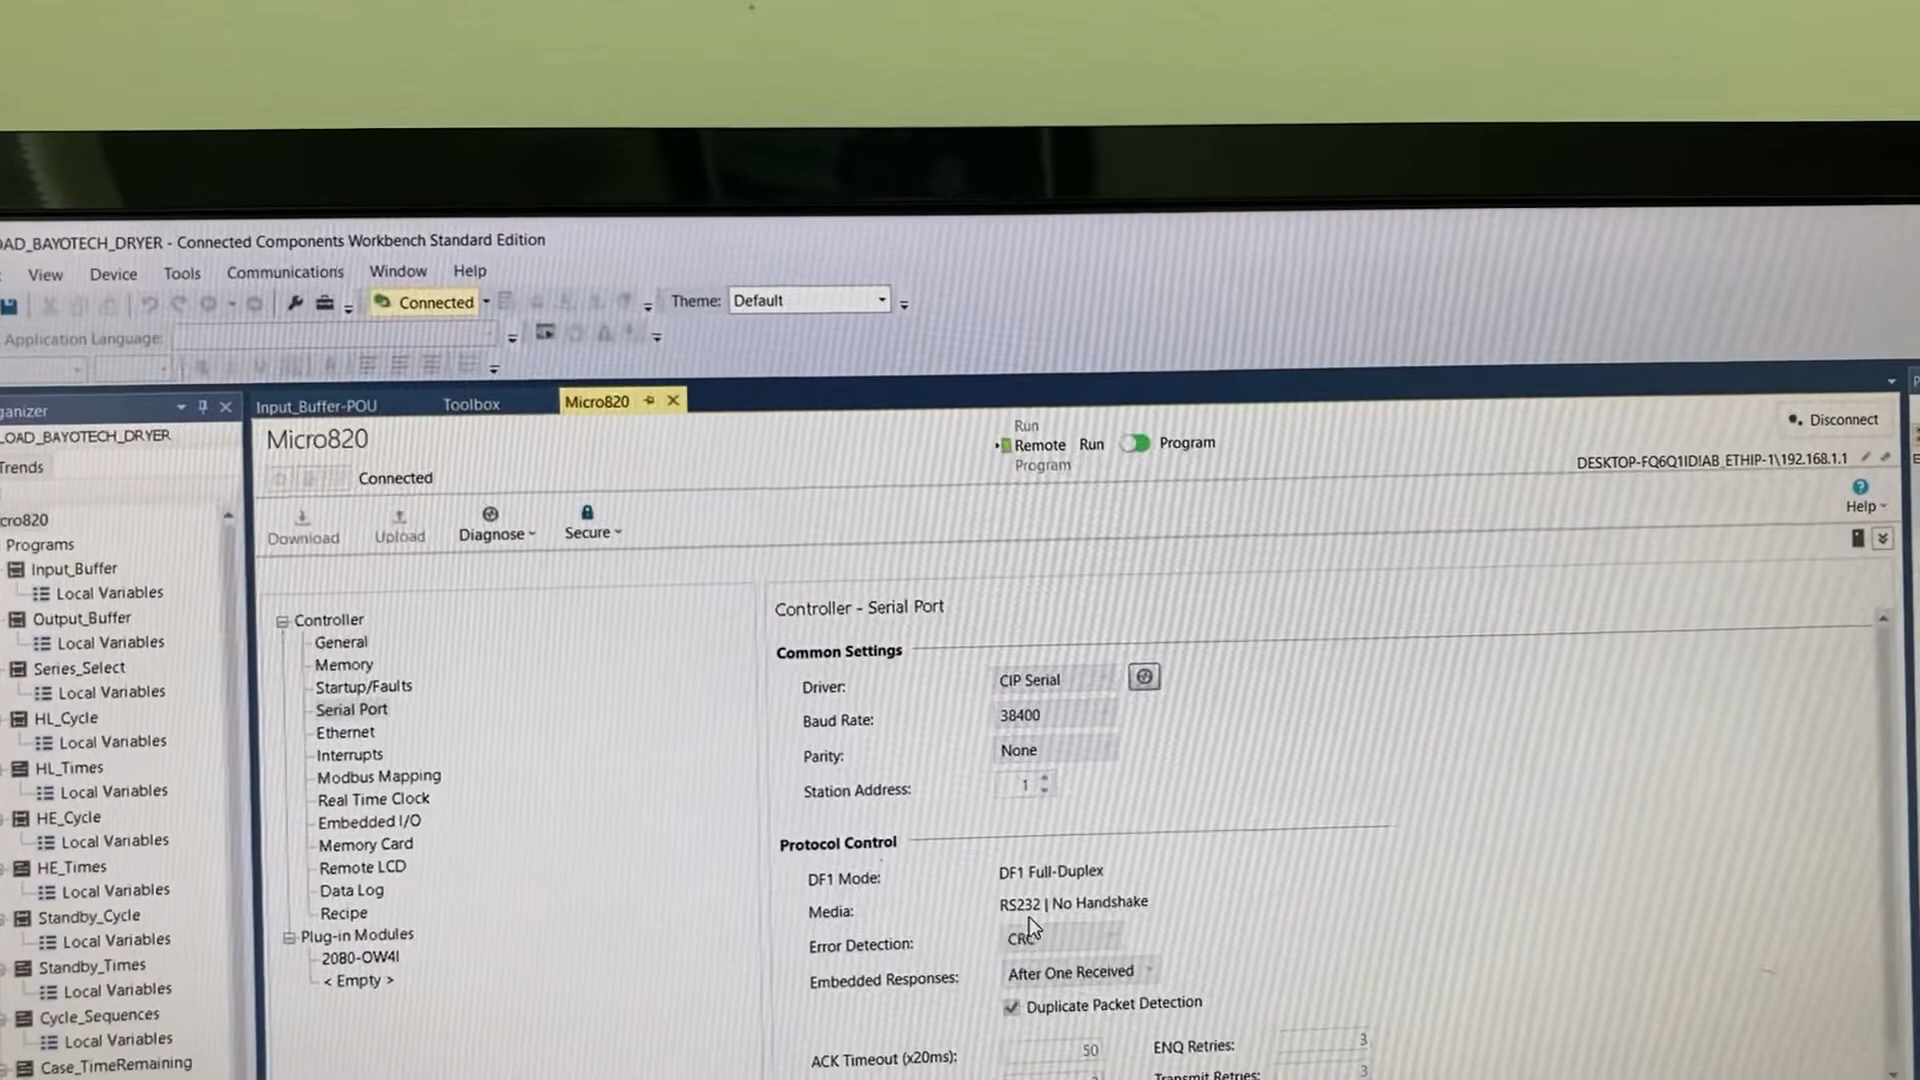 OAD_BAYOTECH_DRYER - Connected Components Workbench Standard Edition
View Device Tools Communications Window Help
Connected Theme: Default
Application Language:
ganizer Input_Buffer-POU Toolbox Micro820
LOAD_BAYOTECH_DRYER
Trends
cro820
Programs
Input_Buffer
Local Variables
Output_Buffer
Local Variables
Series_Select
Local Variables
HL_Cycle
Local Variables
HL_Times
Local Variables
HE_Cycle
Local Variables
HE_Times
Local Variables
Standby_Cycle
Local Variables
Standby_Times
Local Variables
Cycle_Sequences
Local Variables
Case_TimeRemaining
Micro820
Connected
Run
Remote Run Program
Program
Disconnect
DESKTOP-FQ6Q1ID!AB_ETHIP-1\192.168.1.1
Help
Download Upload Diagnose Secure
Controller
General
Memory
Startup/Faults
Serial Port
Ethernet
Interrupts
Modbus Mapping
Real Time Clock
Embedded I/O
Memory Card
Remote LCD
Data Log
Recipe
Plug-in Modules
2080-OW4I
< Empty >
Controller - Serial Port
Common Settings
Driver: CIP Serial
Baud Rate: 38400
Parity: None
Station Address: 1
Protocol Control
DF1 Mode: DF1 Full-Duplex
Media: RS232 | No Handshake
Error Detection: CRC
Embedded Responses: After One Received
Duplicate Packet Detection
ACK Timeout (x20ms): 50 ENQ Retries: 3
Transmit Retries: 3